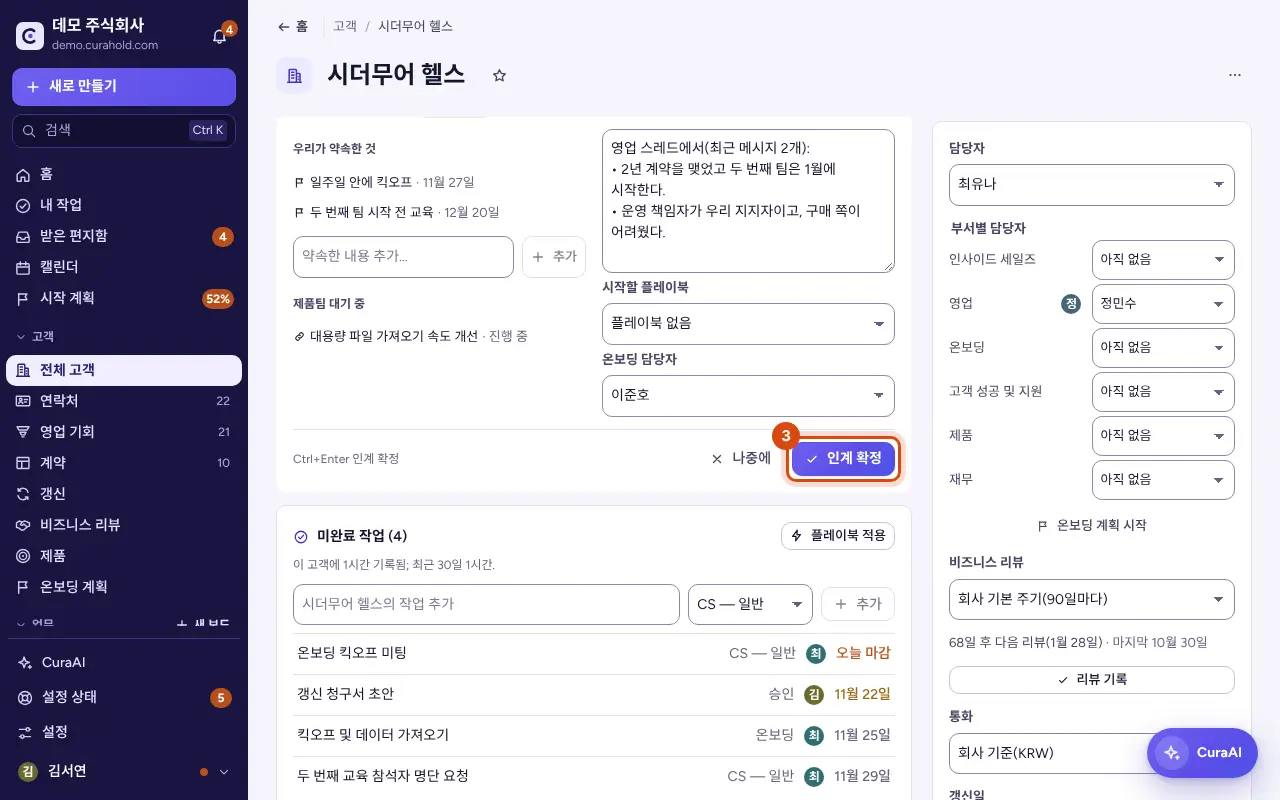 데모 주식회사
demo.curahold.com
4
새로 만들기
검색
Ctrl K
홈
내 작업
받은 편지함
4
캘린더
시작 계획
52%
고객
전체 고객
연락처
22
영업 기회
21
계약
10
갱신
비즈니스 리뷰
제품
온보딩 계획
업무
새 보드
CuraAI
설정 상태
5
설정
김
김서연
홈
고객 / 시더무어 헬스
시더무어 헬스
우리가 약속한 것
일주일 안에 킥오프 · 11월 27일
두 번째 팀 시작 전 교육 · 12월 20일
약속한 내용 추가...
추가
제품팀 대기 중
대용량 파일 가져오기 속도 개선 · 진행 중
영업 스레드에서(최근 메시지 2개):
• 2년 계약을 맺었고 두 번째 팀은 1월에
시작한다.
• 운영 책임자가 우리 지지자이고, 구매 쪽이
어려웠다.
시작할 플레이북
플레이북 없음
온보딩 담당자
이준호
Ctrl+Enter 인계 확정
나중에
3
인계 확정
미완료 작업 (4)
플레이북 적용
이 고객에 1시간 기록됨; 최근 30일 1시간.
시더무어 헬스의 작업 추가
CS — 일반
추가
온보딩 킥오프 미팅
CS — 일반
최
오늘 마감
갱신 청구서 초안
승인
김
11월 22일
킥오프 및 데이터 가져오기
온보딩
최
11월 25일
두 번째 교육 참석자 명단 요청
CS — 일반
최
11월 29일
담당자
최유나
부서별 담당자
인사이드 세일즈
아직 없음
영업
정
정민수
온보딩
아직 없음
고객 성공 및 지원
아직 없음
제품
아직 없음
재무
아직 없음
온보딩 계획 시작
비즈니스 리뷰
회사 기본 주기(90일마다)
68일 후 다음 리뷰(1월 28일) · 마지막 10월 30일
리뷰 기록
통화
회사 기준(KRW)
CuraAI
갱신일